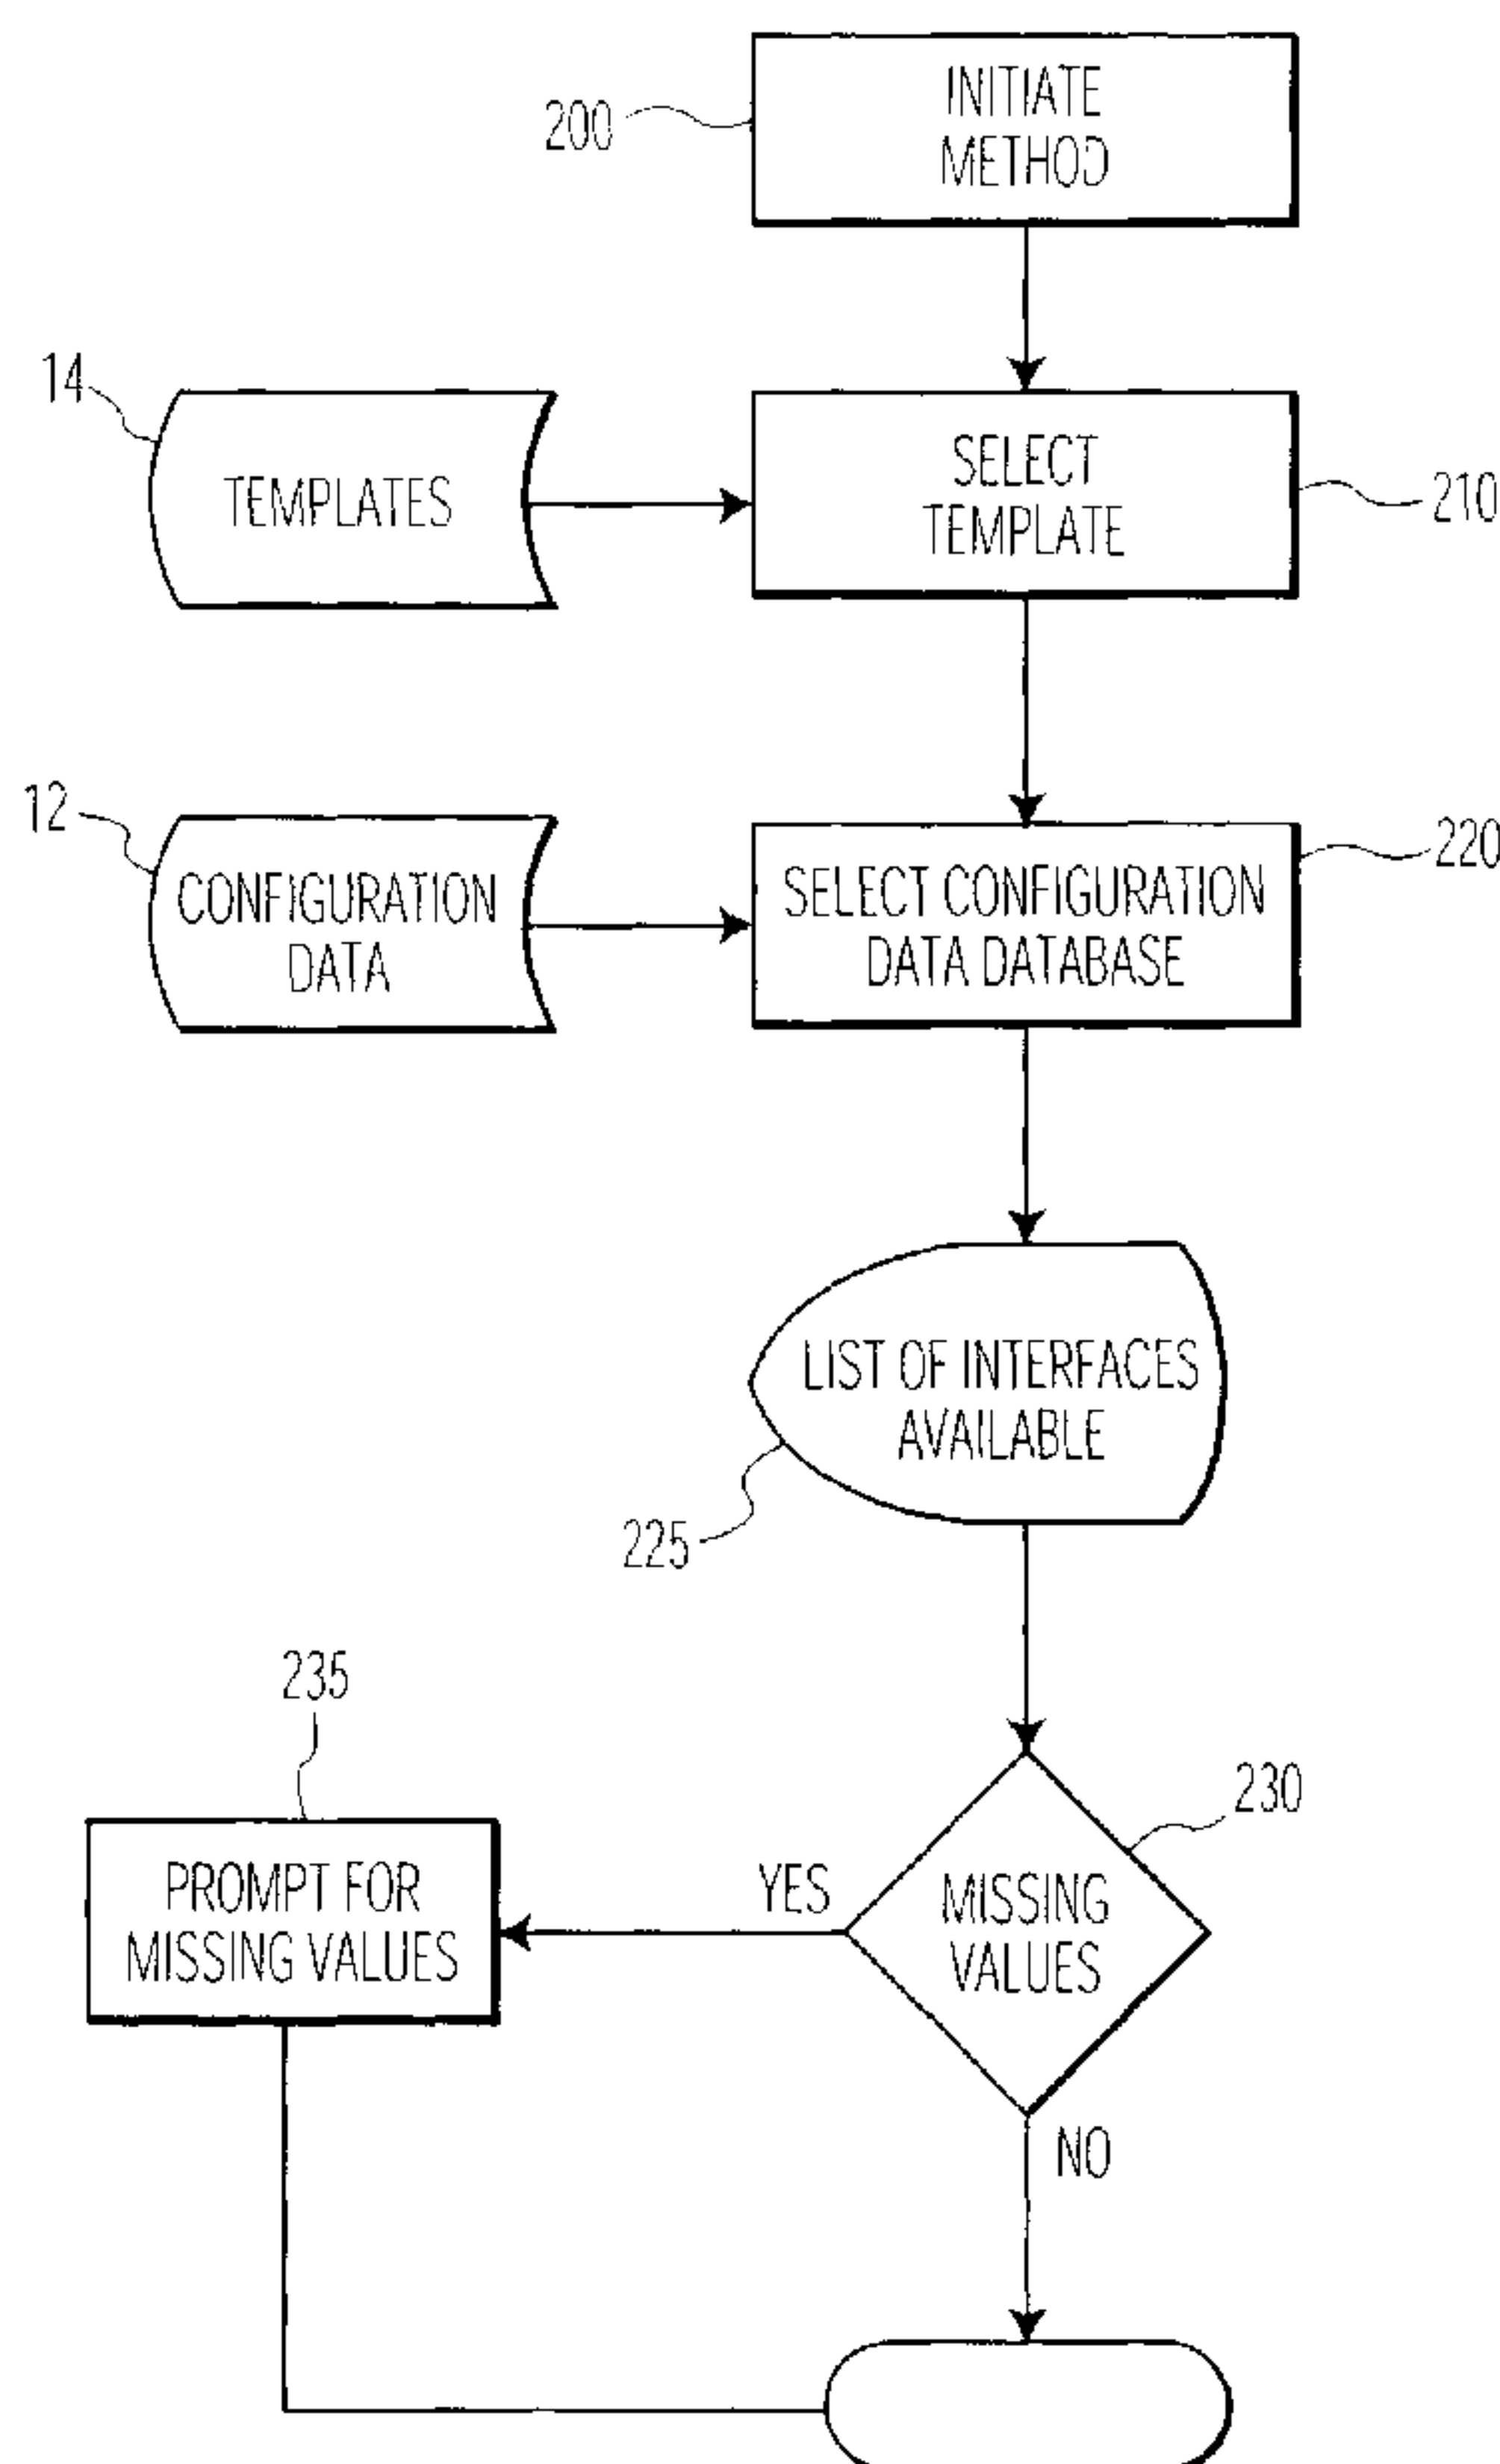 200
INITIATE
METHOD
14
TEMPLATES
SELECT
TEMPLATE
210
12
CONFIGURATION
DATA
SELECT CONFIGURATION
DATA DATABASE
220
LIST OF INTERFACES
AVAILABLE
225
235
PROMPT FOR
MISSING VALUES
YES
MISSING
VALUES
230
NO